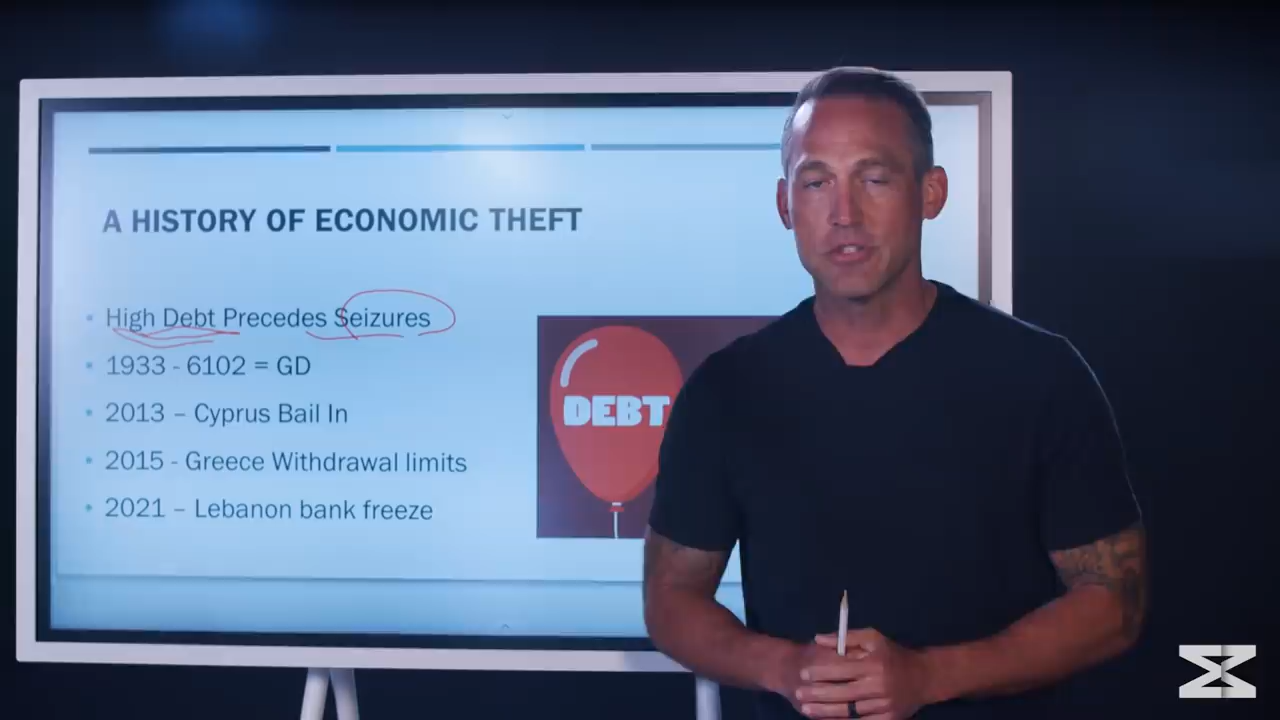 A HISTORY OF ECONOMIC THEFT
High Debt Precedes Seizures
1933 - 6102 = GD
2013 – Cyprus Bail In
2015 - Greece Withdrawal limits
2021 – Lebanon bank freeze
DEBT